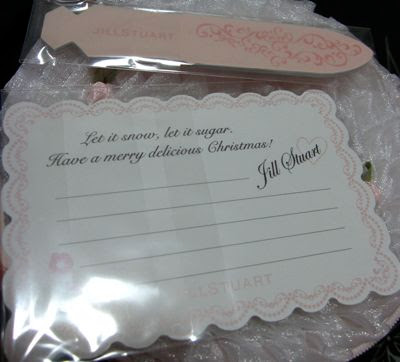 JILLSTUART
Let it snow, let it sugar.
Have a merry delicious Christmas!
Jill Stuart
JILLSTUART